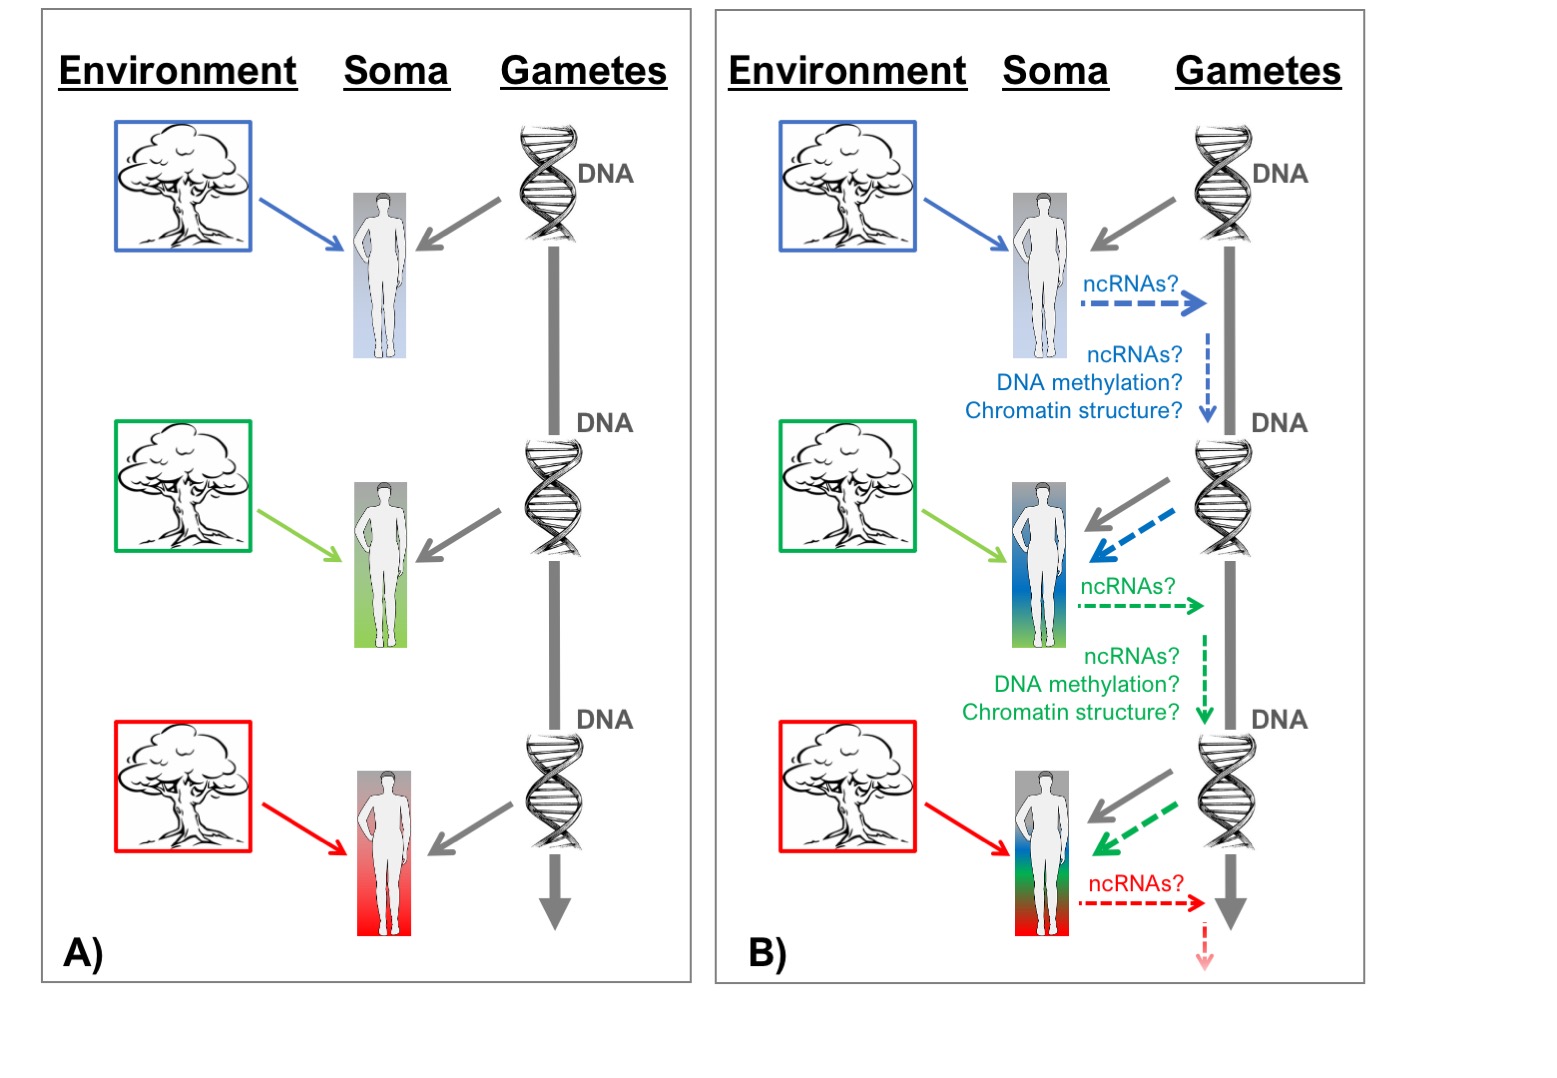 Environment Soma Gametes
DNA
DNA
DNA
A)
Environment Soma Gametes
DNA
ncRNAs?
ncRNAs?
DNA methylation?
Chromatin structure?
DNA
ncRNAs?
ncRNAs?
DNA methylation?
Chromatin structure?
DNA
ncRNAs?
B)